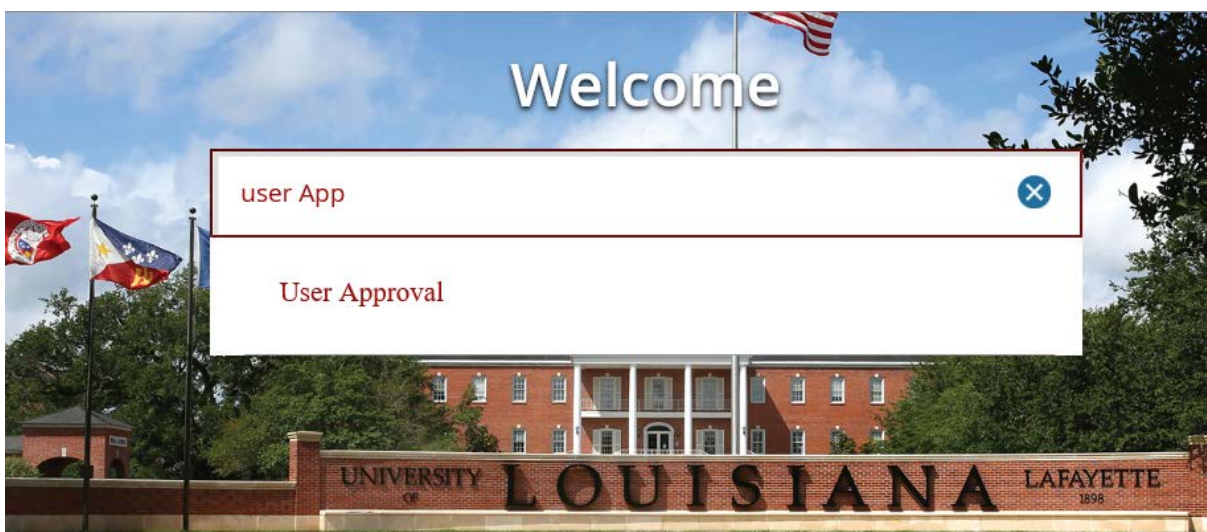 Welcome
user App
User Approval
UNIVERSITY OF LOUISIANA LAFAYETTE
1898